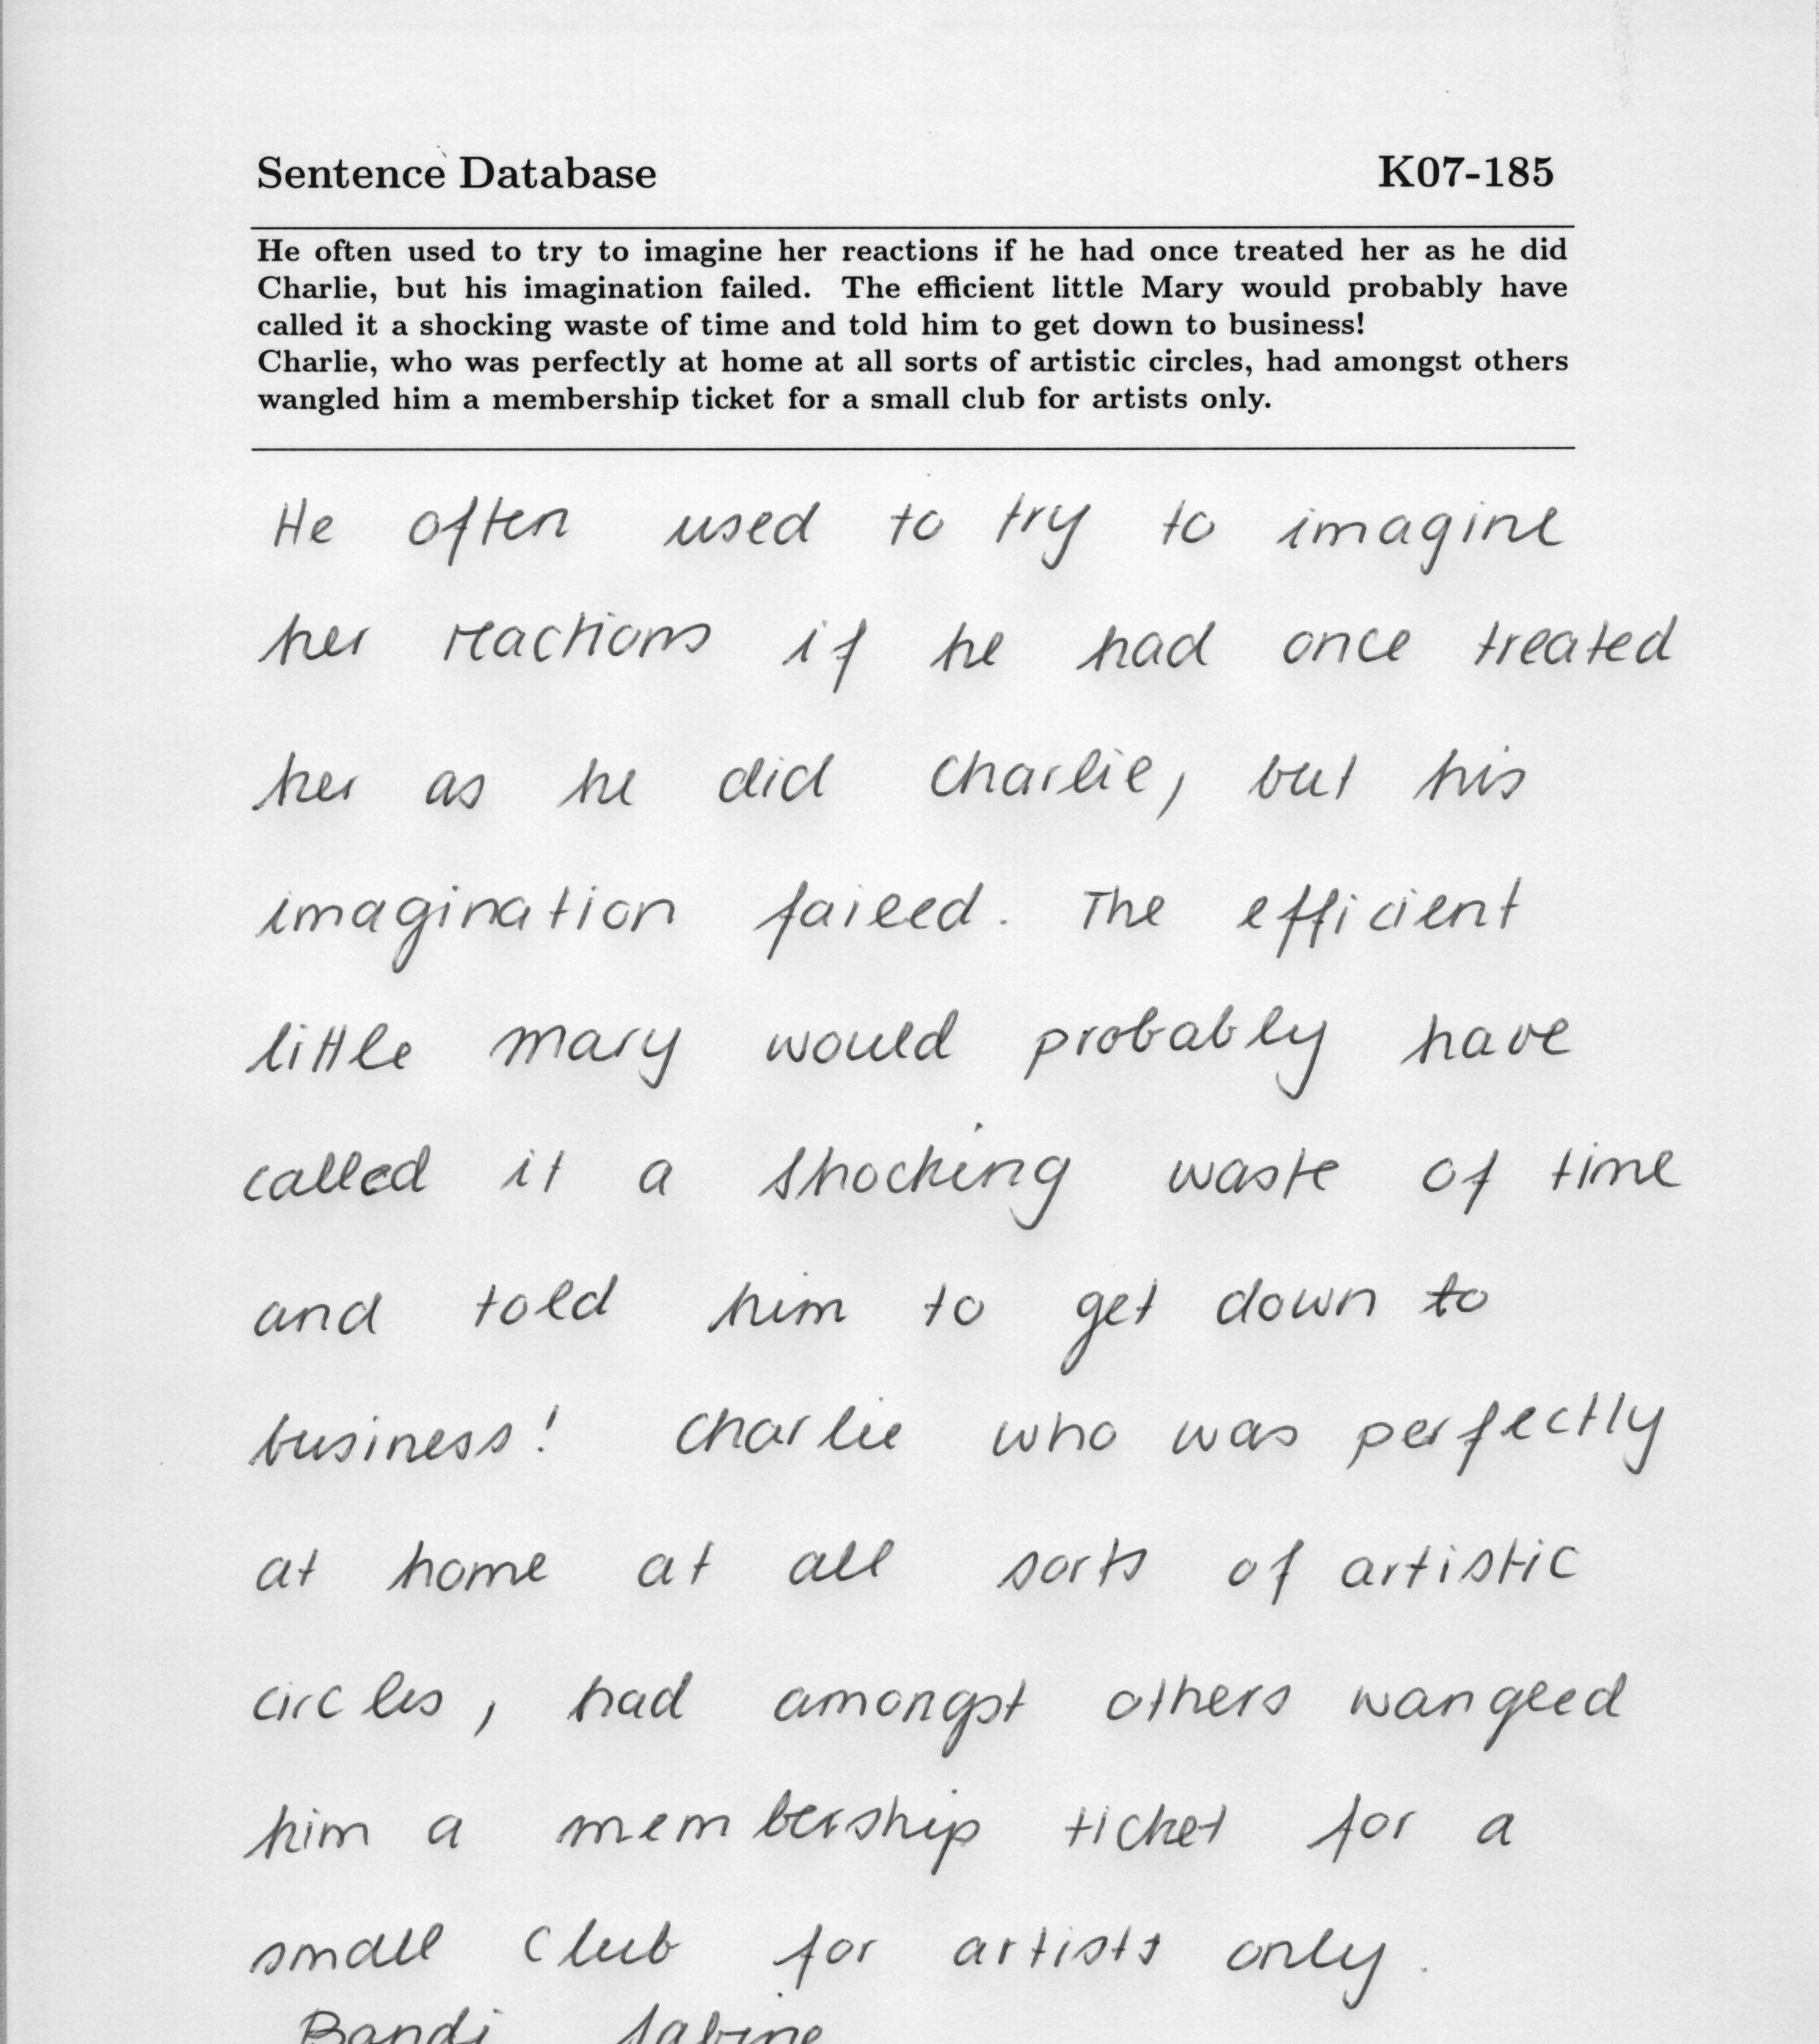 Sentence Database K07-185
He often used to try to imagine her reactions if he had once treated her as he did
Charlie, but his imagination failed. The efficient little Mary would probably have
called it a shocking waste of time and told him to get down to business!
Charlie, who was perfectly at home at all sorts of artistic circles, had amongst others
wangled him a membership ticket for a small club for artists only.
He often used to try to imagine
her reactions if he had once treated
her as he did Charlie, but his
imagination failed. The efficient
little Mary would probably have
called it a shocking waste of time
and told him to get down to
business! Charlie who was perfectly
at home at all sorts of artistic
circles, had amongst others wangled
him a membership ticket for a
small club for artists only.
Bandi Sabine